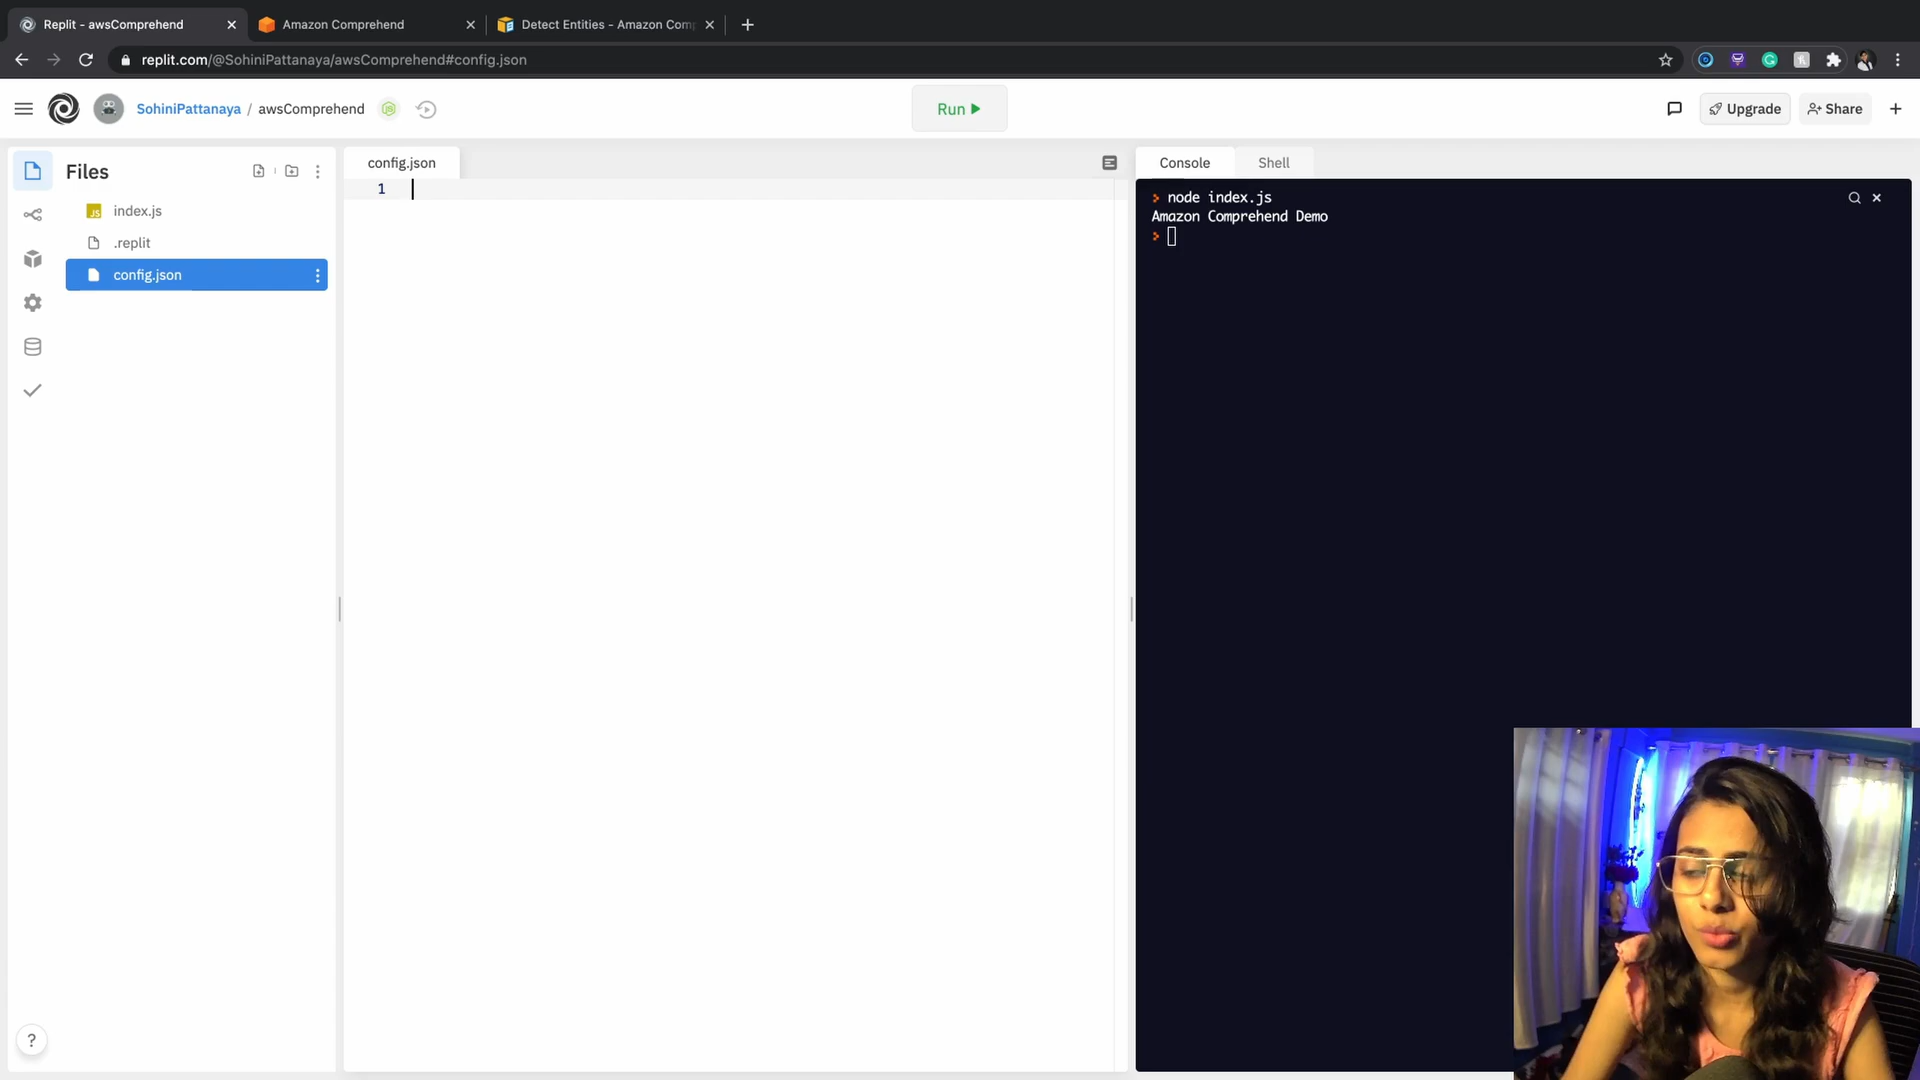 Replit - awsComprehend
Amazon Comprehend
Detect Entities - Amazon Com
replit.com/@SohiniPattanaya/awsComprehend#config.json
SohiniPattanaya / awsComprehend
Run
Upgrade
Share
Files
config.json
Console
Shell
index.js
.replit
config.json
1
node index.js
Amazon Comprehend Demo
?